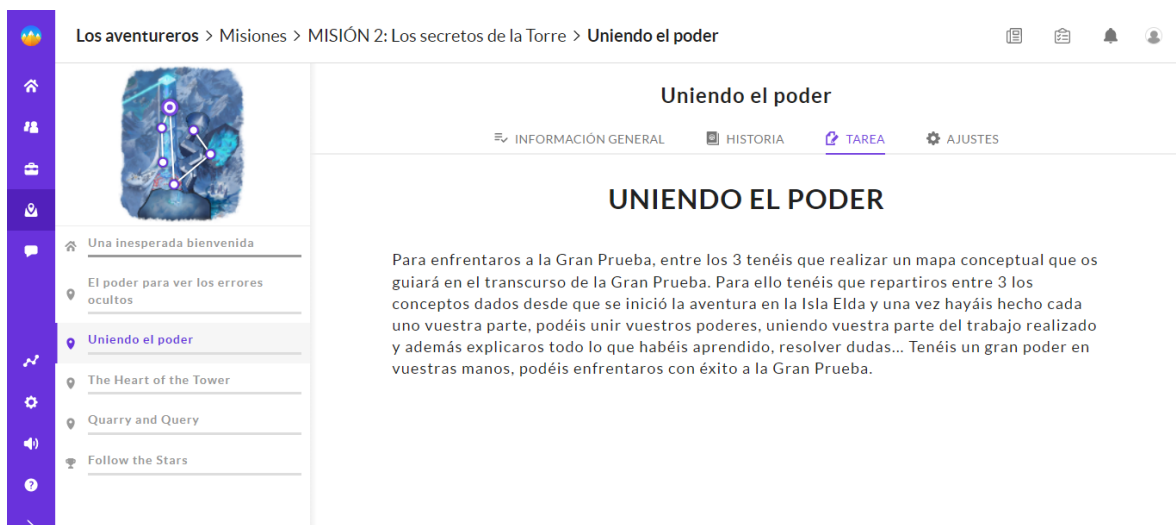 Los aventureros > Misiones > MISIÓN 2: Los secretos de la Torre > Uniendo el poder
Una inesperada bienvenida
El poder para ver los errores
ocultos
Uniendo el poder
The Heart of the Tower
Quarry and Query
Follow the Stars
Uniendo el poder
INFORMACIÓN GENERAL HISTORIA TAREA AJUSTES
UNIENDO EL PODER
Para enfrentaros a la Gran Prueba, entre los 3 tenéis que realizar un mapa conceptual que os
guiará en el transcurso de la Gran Prueba. Para ello tenéis que repartiros entre 3 los
conceptos dados desde que se inició la aventura en la Isla Elda y una vez hayáis hecho cada
uno vuestra parte, podéis unir vuestros poderes, uniendo vuestra parte del trabajo realizado
y además explicaros todo lo que habéis aprendido, resolver dudas... Tenéis un gran poder en
vuestras manos, podéis enfrentaros con éxito a la Gran Prueba.